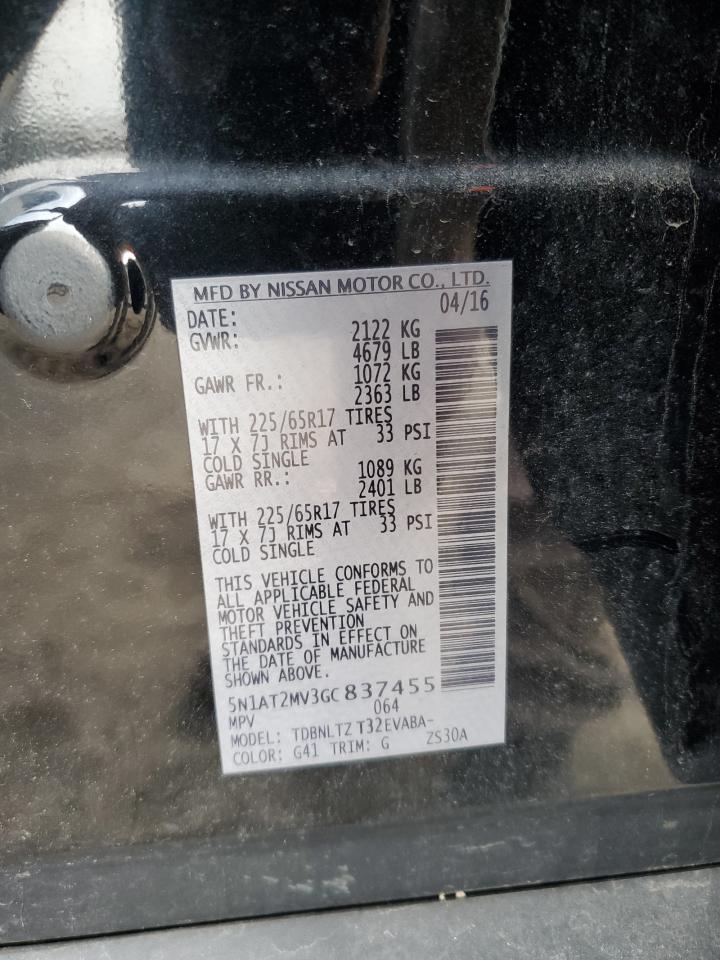 MFD BY NISSAN MOTOR CO., LTD.
DATE: 04/16
GVWR: 2122 KG
4679 LB
GAWR FR.: 1072 KG
2363 LB
WITH 225/65R17 TIRES
17 X 7J RIMS AT 33 PSI
COLD SINGLE
GAWR RR.: 1089 KG
2401 LB
WITH 225/65R17 TIRES
17 X 7J RIMS AT 33 PSI
COLD SINGLE
THIS VEHICLE CONFORMS TO
ALL APPLICABLE FEDERAL
MOTOR VEHICLE SAFETY AND
THEFT PREVENTION
STANDARDS IN EFFECT ON
THE DATE OF MANUFACTURE
SHOWN ABOVE.
5N1AT2MV3GC837455
MPV 064
MODEL: TDBNLTZ T32EVABA-
COLOR: G41 TRIM: G ZS30A